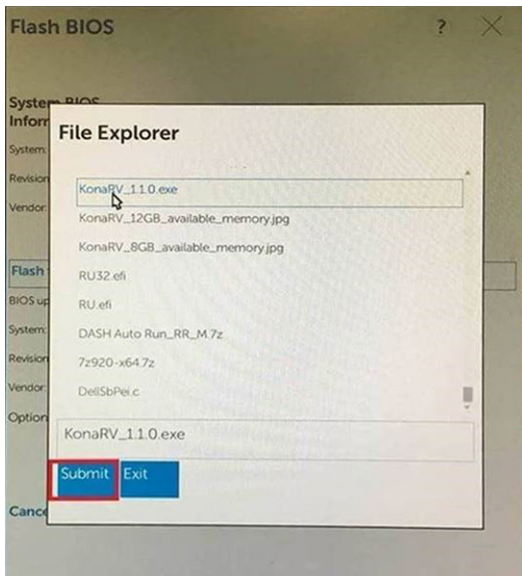 Flash BIOS
?
System BIOS
Inform
System:
Revision
Vendor:
File Explorer
KonaRV_1.1.0.exe
KonaRV_12GB_available_memory.jpg
KonaRV_8GB_available_memory.jpg
RU32.efi
RU.efi
DASH Auto Run_RR_M.7z
7z920-x64.7z
DellSbPei.c
KonaRV_1.1.0.exe
Submit Exit
Flash
BIOS up
System:
Revision
Vendor:
Option
Cance